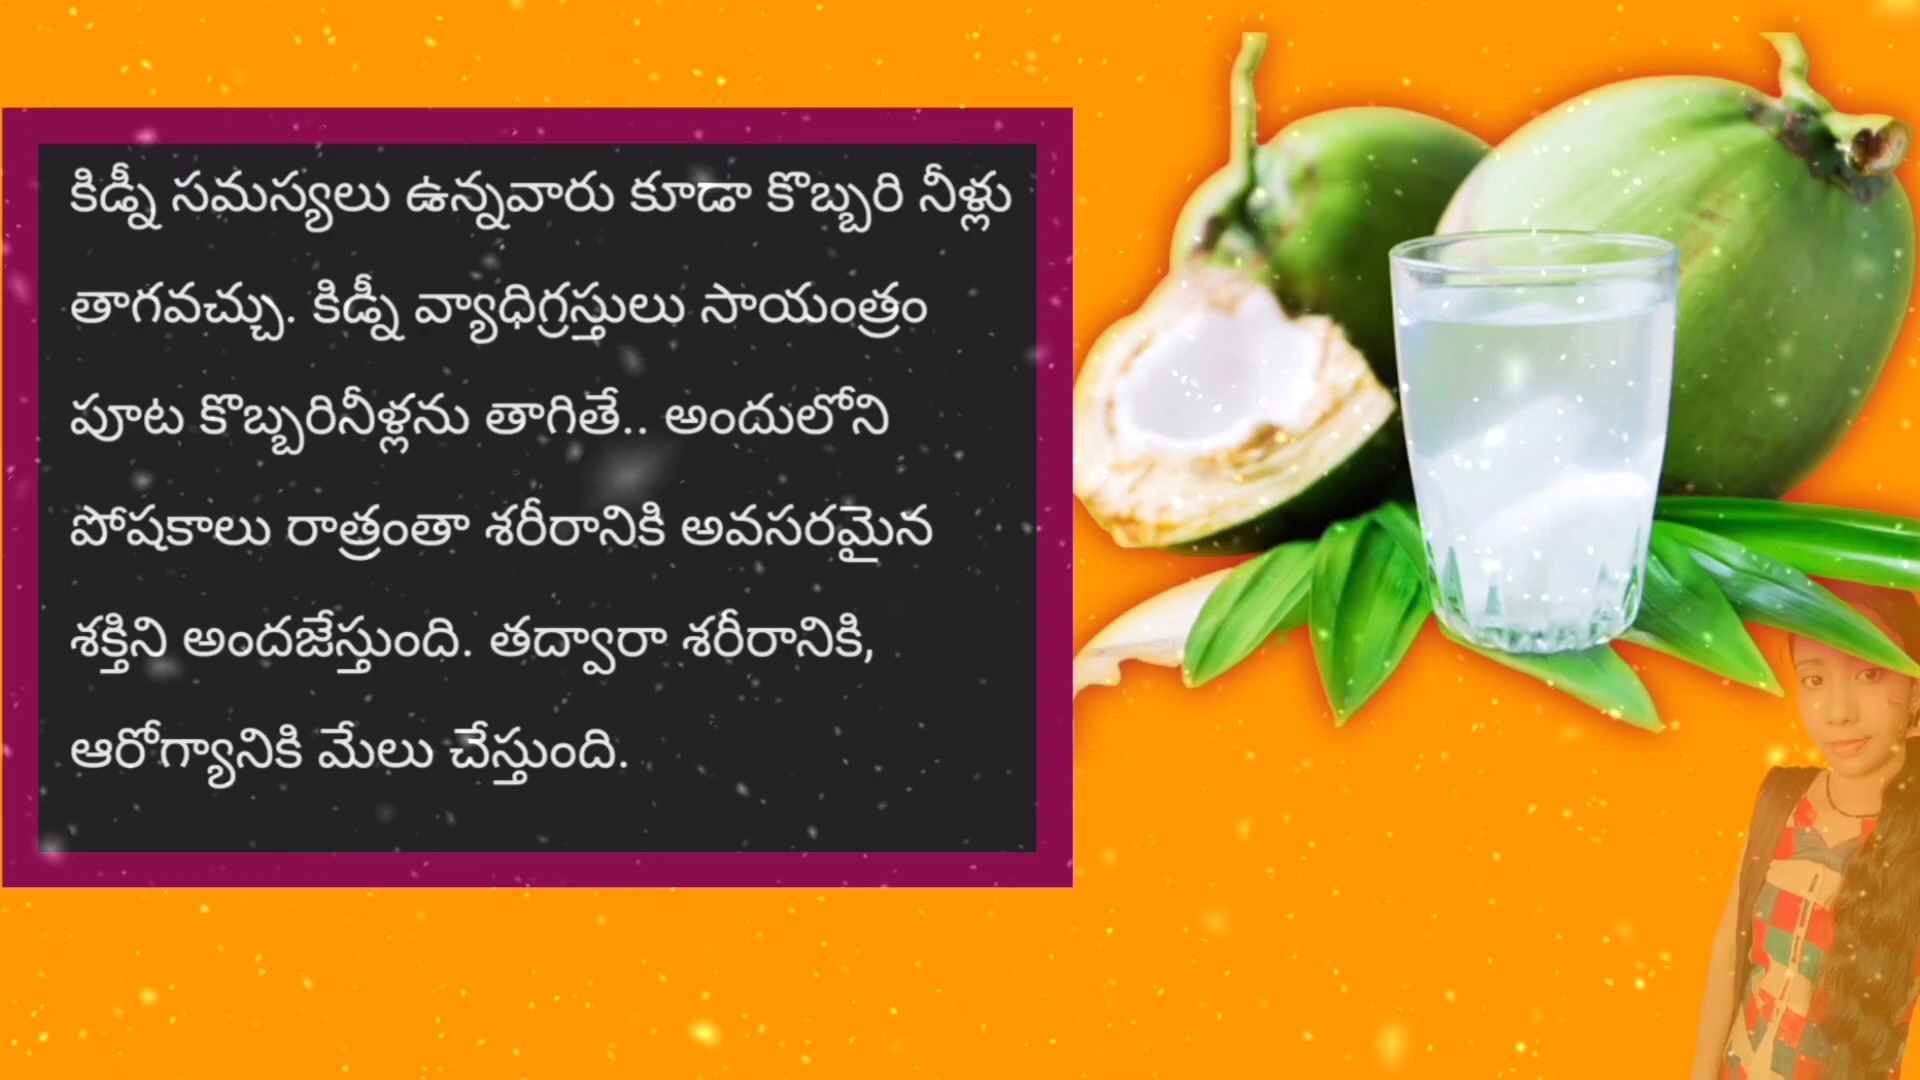 కిడ్నీ సమస్యలు ఉన్నవారు కూడా కొబ్బరి నీళ్లు
తాగవచ్చు. కిడ్నీ వ్యాధిగ్రస్తులు సాయంత్రం
పూట కొబ్బరినీళ్లను తాగితే.. అందులోని
పోషకాలు రాత్రంతా శరీరానికి అవసరమైన
శక్తిని అందజేస్తుంది. తద్వారా శరీరానికి,
ఆరోగ్యానికి మేలు చేస్తుంది.